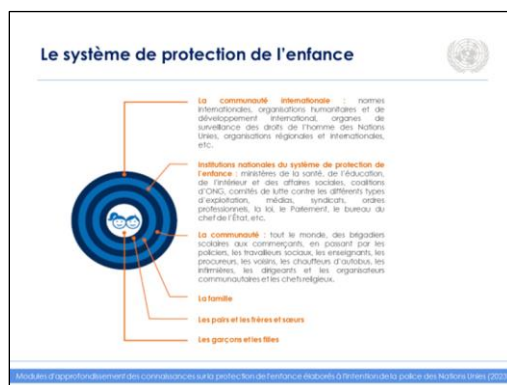 Le système de protection de l'enfance
La communauté internationale : normes
internationales, organisations humanitaires et de
développement international, organes de
surveillance des droits de l'homme des Nations
Unies, organisations régionales et internationales,
etc.
Institutions nationales du système de protection de
l'enfance : ministères de la santé, de l'éducation,
de l'intérieur et des affaires sociales, coalitions
d'ONG, comités de lutte contre les différents types
d'exploitation, médias, syndicats, ordres
professionnels, la loi, le Parlement, le bureau du
chef de l'État, etc.
La communauté : tout le monde, des brigadiers
scolaires aux commerçants, en passant par les
policiers, les travailleurs sociaux, les enseignants, les
procureurs, les voisins, les chauffeurs d'autobus, les
infirmières, les dirigeants et les organisateurs
communautaires et les chefs religieux.
La famille
Les pairs et les frères et sœurs
Les garçons et les filles
Modules d'approfondissement des connaissances sur la protection de l'enfance élaborés à l'intention de la police des Nations Unies (2023)